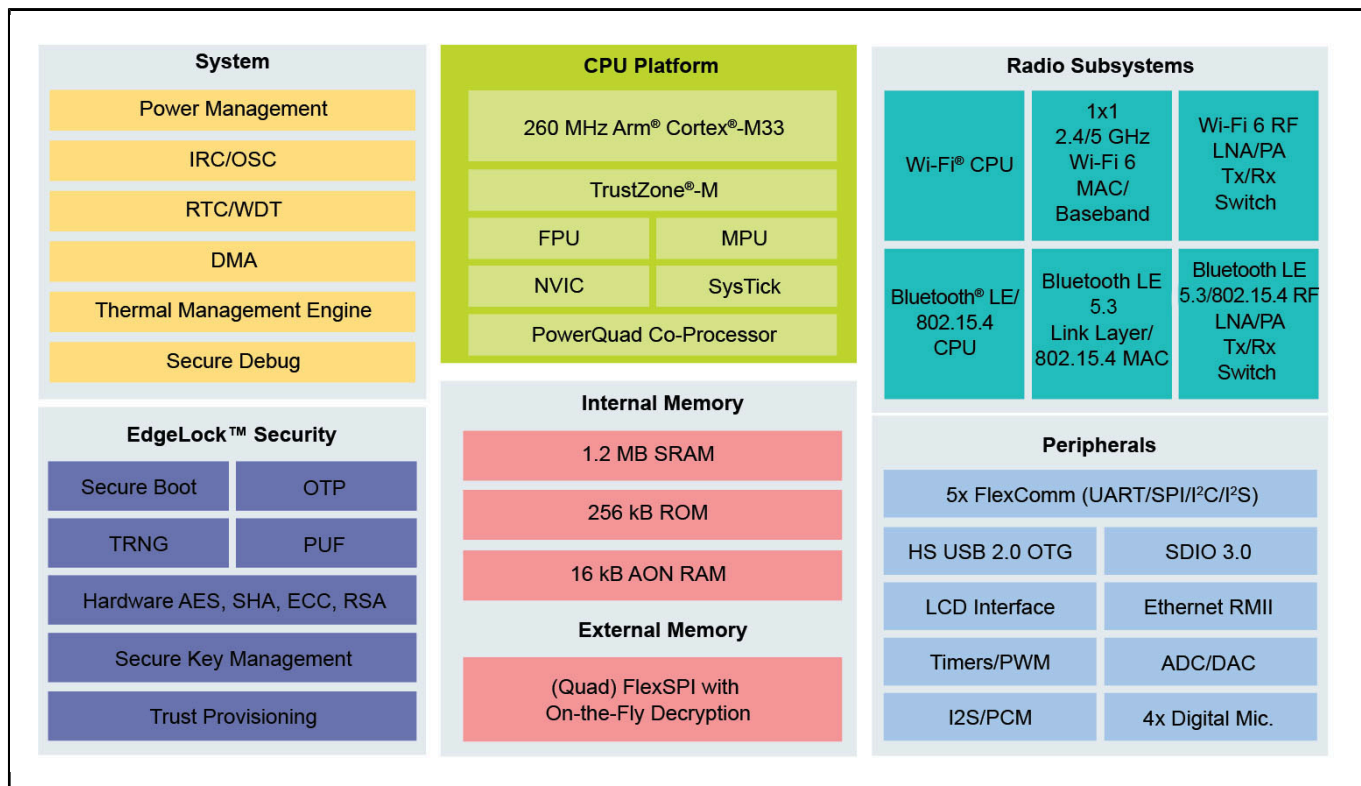 System
Power Management
IRC/OSC
RTC/WDT
DMA
Thermal Management Engine
Secure Debug
EdgeLock™ Security
Secure Boot
OTP
TRNG
PUF
Hardware AES, SHA, ECC, RSA
Secure Key Management
Trust Provisioning
CPU Platform
260 MHz Arm® Cortex®-M33
TrustZone®-M
FPU
MPU
NVIC
SysTick
PowerQuad Co-Processor
Internal Memory
1.2 MB SRAM
256 kB ROM
16 kB AON RAM
External Memory
(Quad) FlexSPI with
On-the-Fly Decryption
Radio Subsystems
Wi-Fi® CPU
1x1
2.4/5 GHz
Wi-Fi 6
MAC/
Baseband
Wi-Fi 6 RF
LNA/PA
Tx/Rx
Switch
Bluetooth® LE/
802.15.4
CPU
Bluetooth LE
5.3
Link Layer/
802.15.4 MAC
Bluetooth LE
5.3/802.15.4 RF
LNA/PA
Tx/Rx
Switch
Peripherals
5x FlexComm (UART/SPI/I²C/I²S)
HS USB 2.0 OTG
SDIO 3.0
LCD Interface
Ethernet RMII
Timers/PWM
ADC/DAC
I2S/PCM
4x Digital Mic.